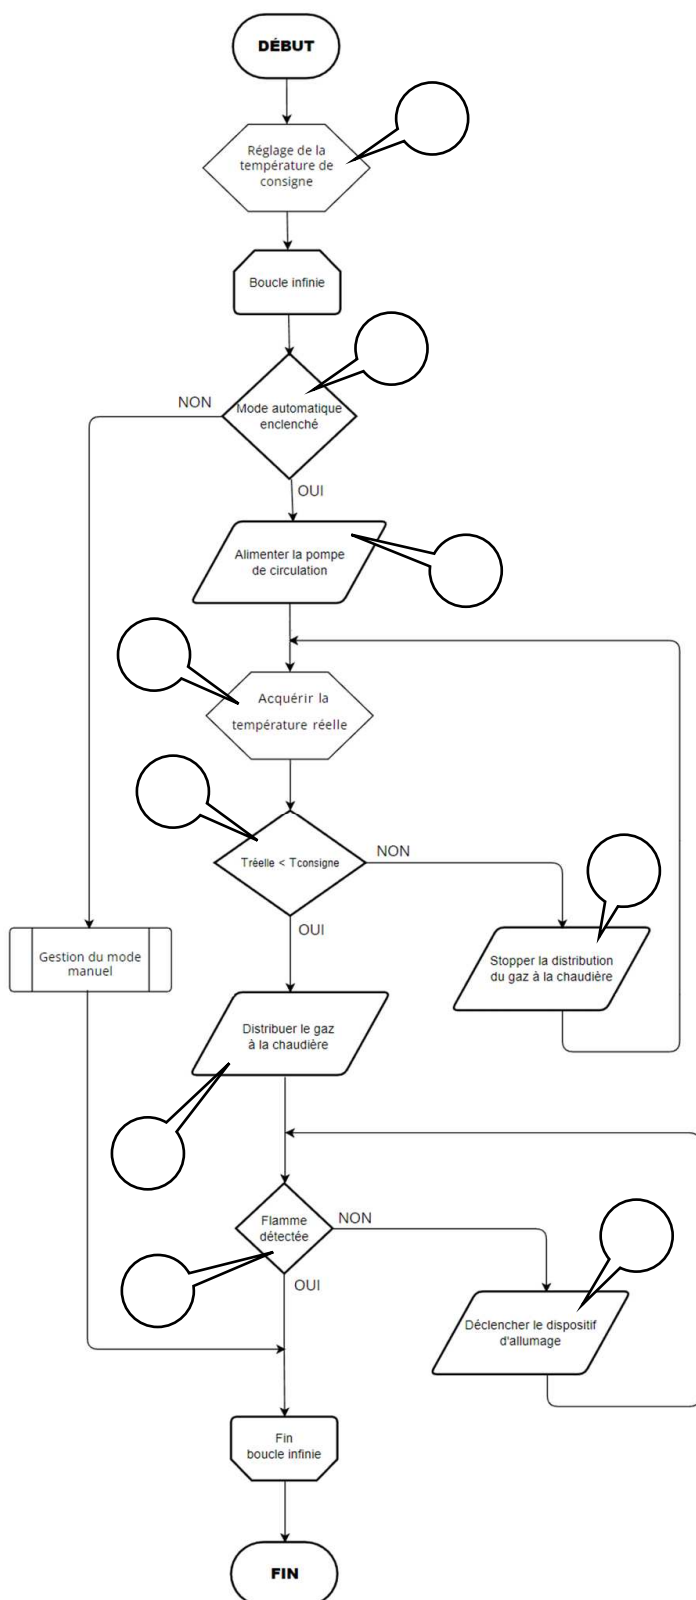 DÉBUT
Réglage de la
température de
consigne
Boucle infinie
NON
Mode automatique
enclenché
OUI
Alimenter la pompe
de circulation
Acquérir la
température réelle
Tréelle < Tconsigne
NON
OUI
Gestion du mode
manuel
Stopper la distribution
du gaz à la chaudière
Distribuer le gaz
à la chaudière
Flamme
détectée
NON
OUI
Déclencher le dispositif
d'allumage
Fin
boucle infinie
FIN